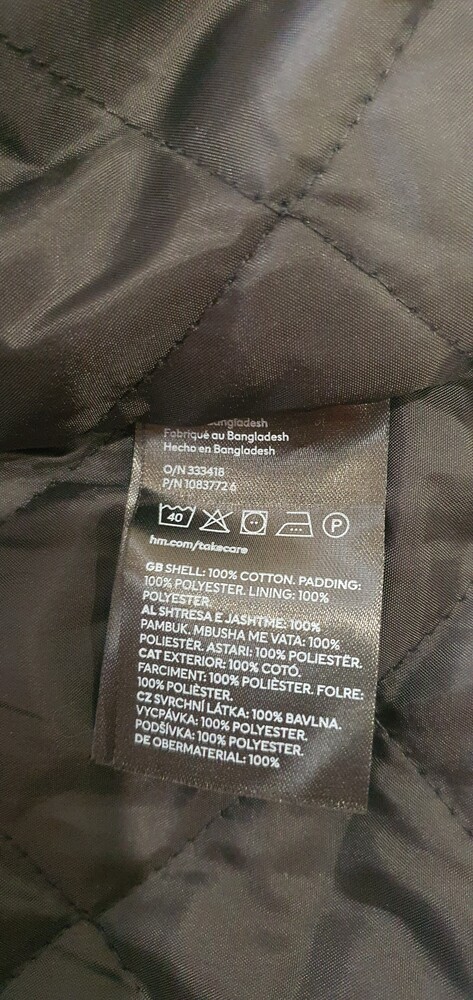 Fabriqué au Bangladesh
Hecho en Bangladesh
O/N 333418
P/N 1083772 6
40 P
hm.com/takecare
GB SHELL: 100% COTTON. PADDING:
100% POLYESTER. LINING: 100%
POLYESTER
AL SHTRESA E JASHTME: 100%
PAMBUK. MBUSHA ME VATA: 100%
POLIESTËR. ASTARI: 100% POLIESTËR.
CAT EXTERIOR: 100% COTÓ.
FARCIMENT: 100% POLIÈSTER. FOLRE:
100% POLIÈSTER.
CZ SVRCHNÍ LÁTKA: 100% BAVLNA.
VYCPÁVKA: 100% POLYESTER.
PODŠÍVKA: 100% POLYESTER.
DE OBERMATERIAL: 100%